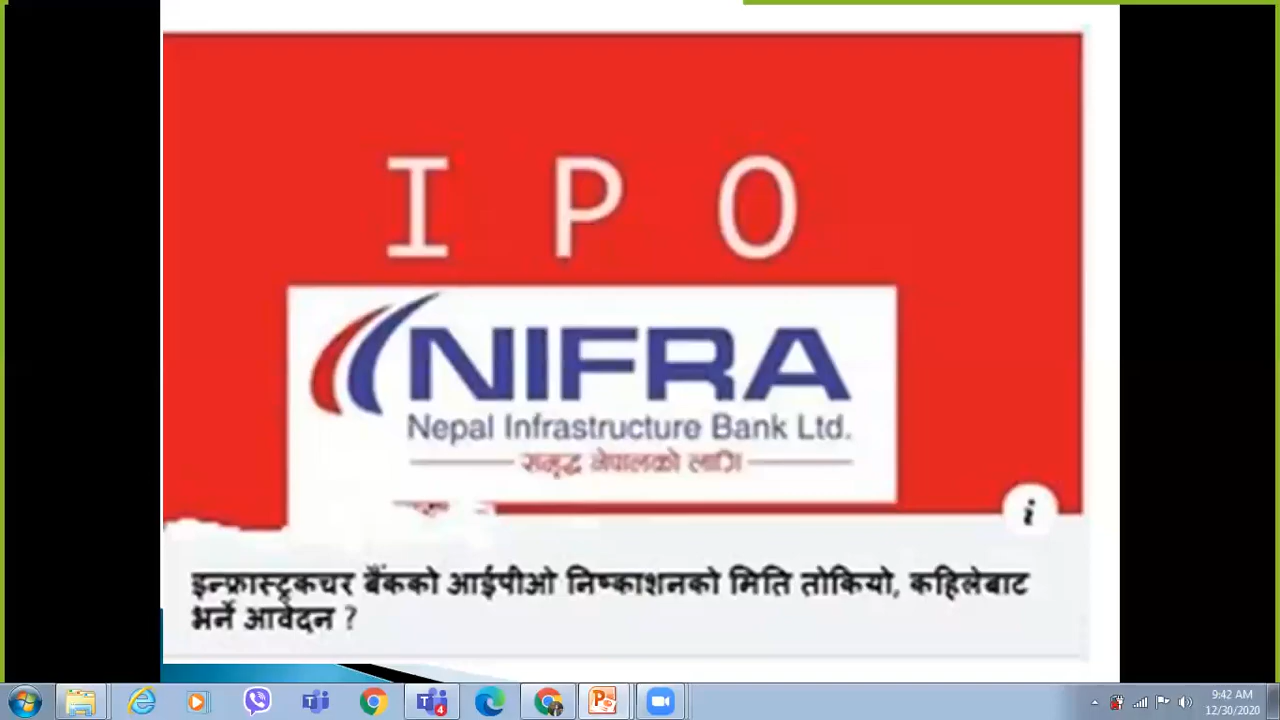 I P O
NIFRA
Nepal Infrastructure Bank Ltd.
समृद्ध नेपालको लागि
i
इन्फ्रास्ट्रकचर बैंकको आईपीओ निष्काशनको मिति तोकियो, कहिलेबाट
भर्ने आवेदन ?
4
9:42 AM
12/30/2020